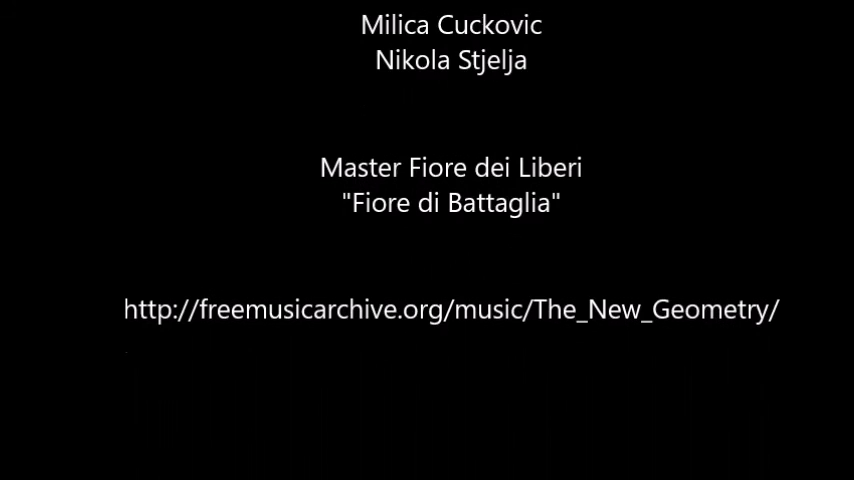 Milica Cuckovic
Nikola Stjelja
Master Fiore dei Liberi
"Fiore di Battaglia"
http://freemusicarchive.org/music/The_New_Geometry/